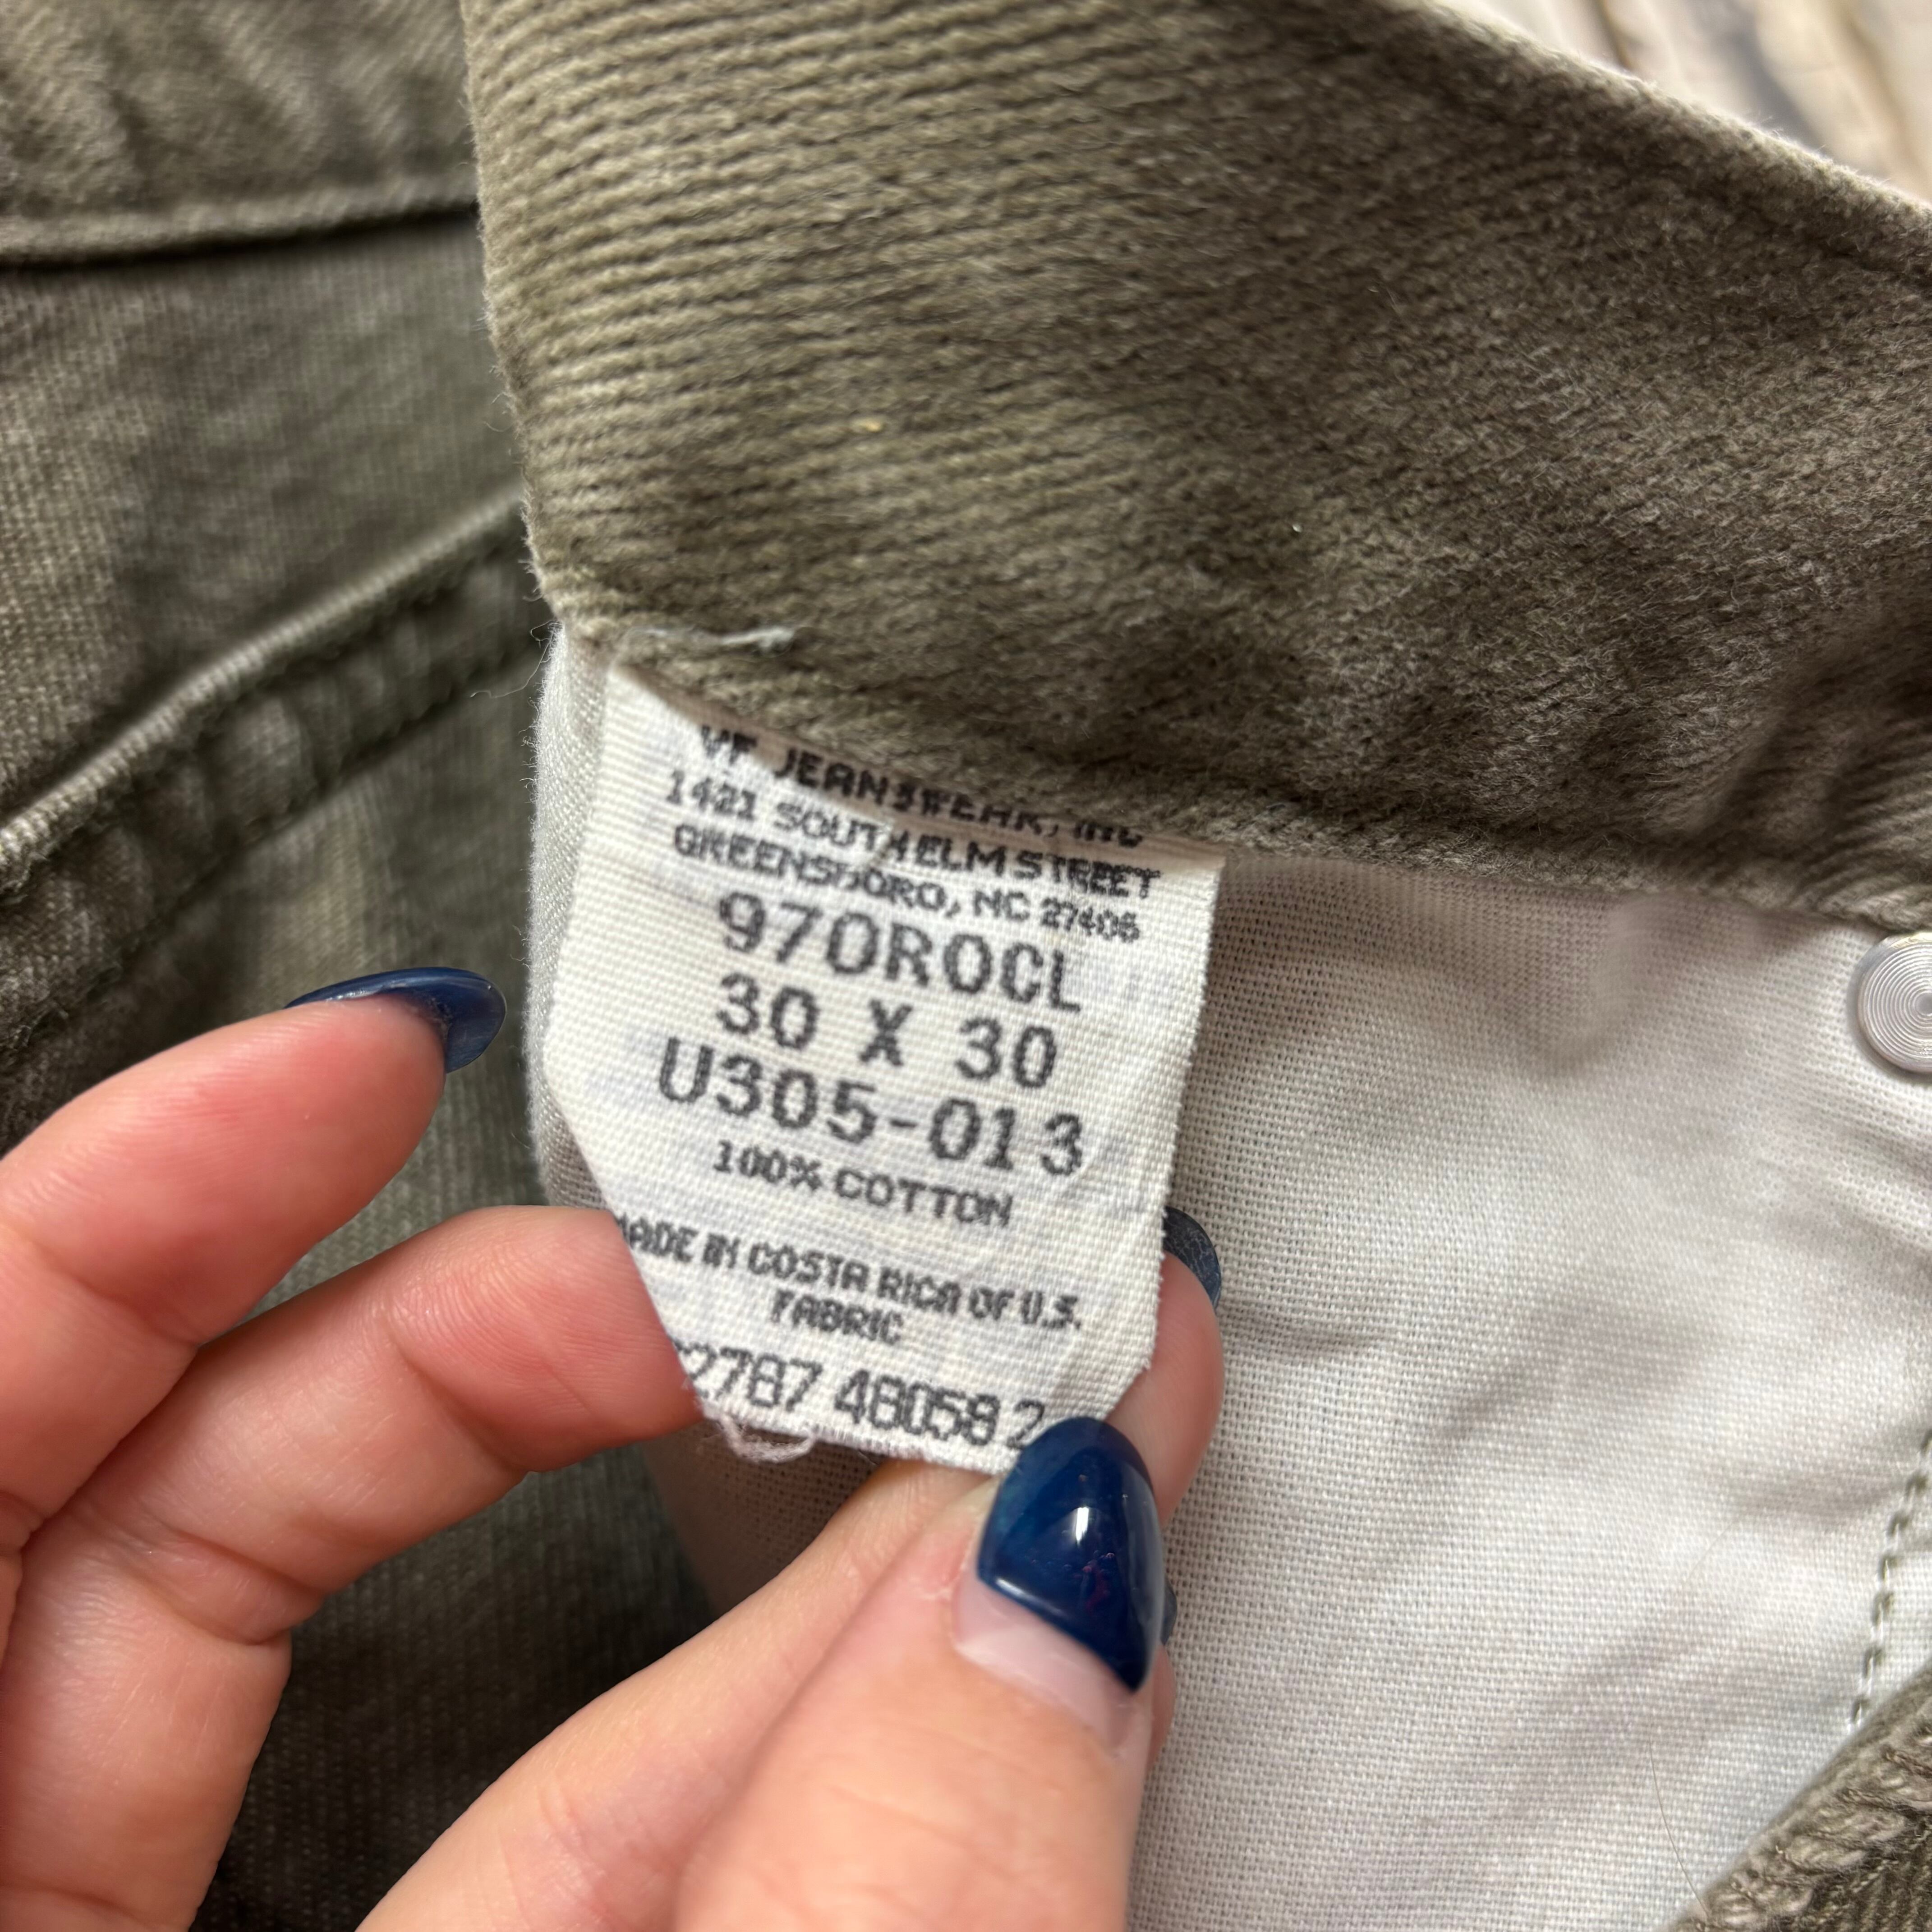 VF JEANSWEAR, INC
1421 SOUTH ELM STREET
GREENSBORO, NC 27406
970ROCL
30 X 30
U305-013
100% COTTON
MADE IN COSTA RICA OF U.S.
FABRIC
2787 48058 2